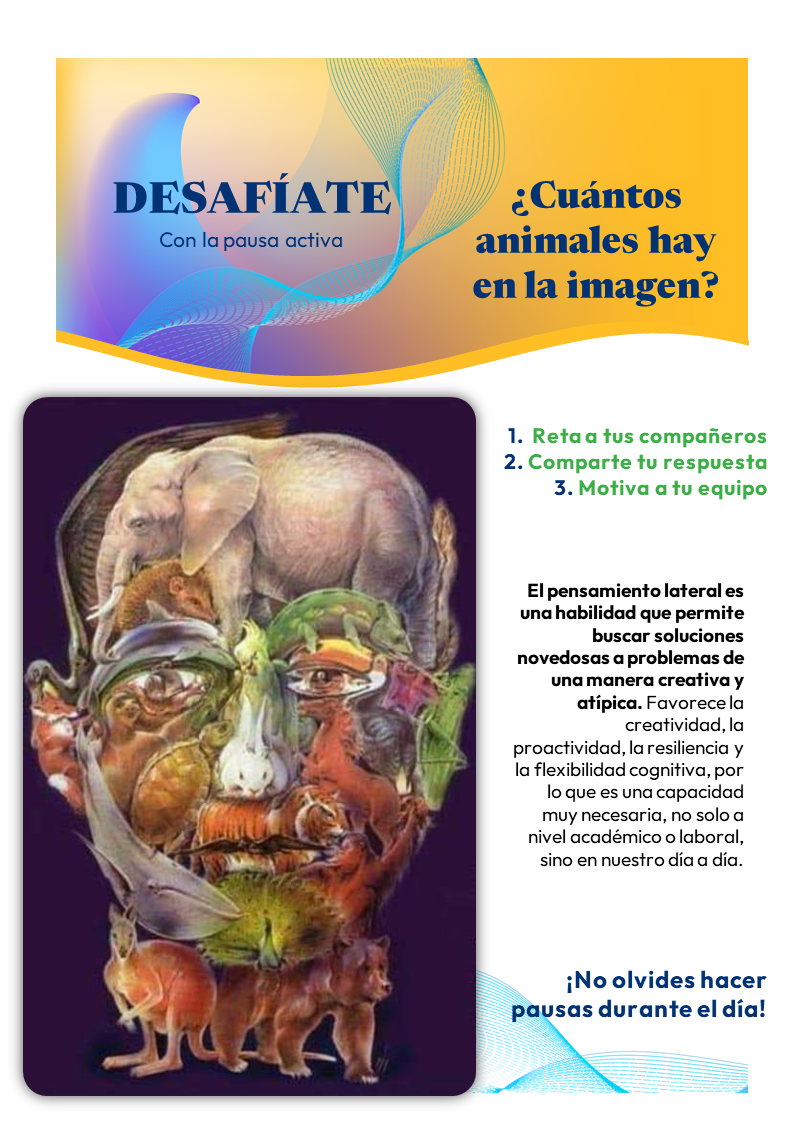 DESAFÍATE
Con la pausa activa
¿Cuántos
animales hay
en la imagen?
1. Reta a tus compañeros
2. Comparte tu respuesta
3. Motiva a tu equipo
El pensamiento lateral es
una habilidad que permite
buscar soluciones
novedosas a problemas de
una manera creativa y
atípica. Favorece la
creatividad, la
proactividad, la resiliencia y
la flexibilidad cognitiva, por
lo que es una capacidad
muy necesaria, no solo a
nivel académico o laboral,
sino en nuestro día a día.
¡No olvides hacer
pausas durante el día!